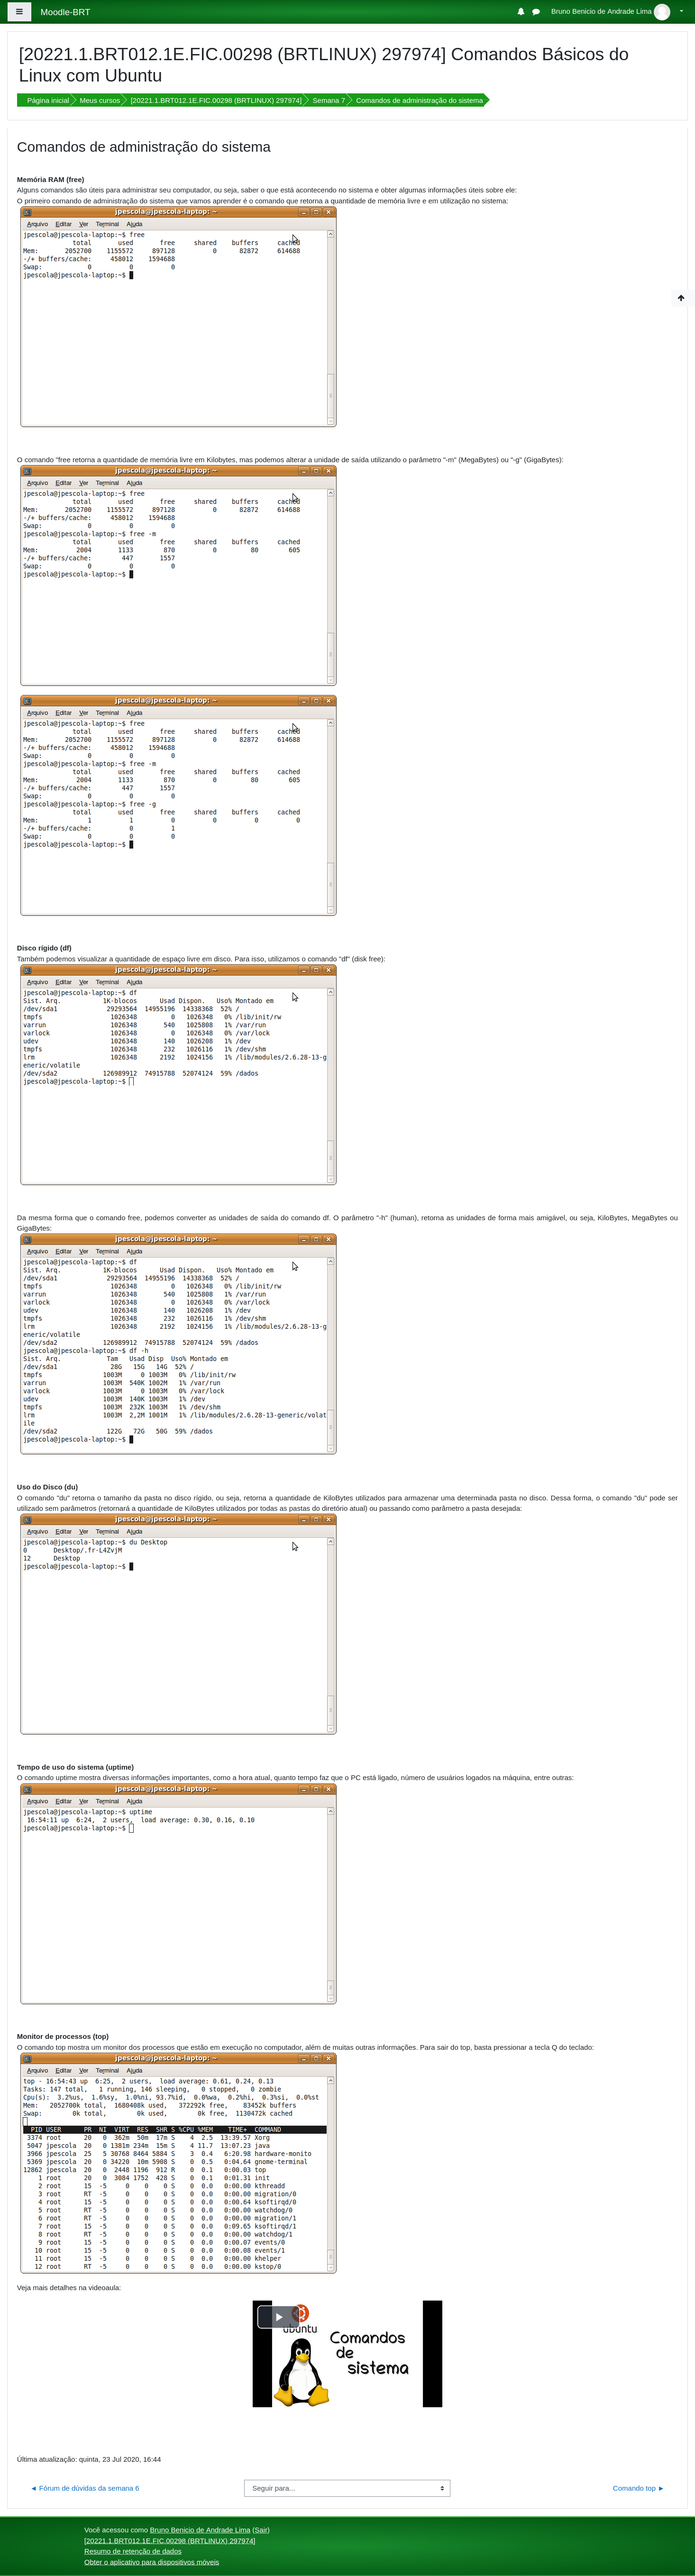 Moodle-BRT
Bruno Benicio de Andrade Lima
[20221.1.BRT012.1E.FIC.00298 (BRTLINUX) 297974] Comandos Básicos do
Linux com Ubuntu
Página inicial Meus cursos [20221.1.BRT012.1E.FIC.00298 (BRTLINUX) 297974] Semana 7 Comandos de administração do sistema
Comandos de administração do sistema
Memória RAM (free)
Alguns comandos são úteis para administrar seu computador, ou seja, saber o que está acontecendo no sistema e obter algumas informações úteis sobre ele:
O primeiro comando de administração do sistema que vamos aprender é o comando que retorna a quantidade de memória livre e em utilização no sistema:
jpescola@jpescola-laptop: ~
Arquivo Editar Ver Terminal Ajuda
jpescola@jpescola-laptop:~$ free
total used free shared buffers cached
Mem: 2052700 1155572 897128 0 82872 614688
-/+ buffers/cache: 458012 1594688
Swap: 0 0 0
jpescola@jpescola-laptop:~$
O comando "free retorna a quantidade de memória livre em Kilobytes, mas podemos alterar a unidade de saída utilizando o parâmetro "-m" (MegaBytes) ou "-g" (GigaBytes):
jpescola@jpescola-laptop: ~
Arquivo Editar Ver Terminal Ajuda
jpescola@jpescola-laptop:~$ free
total used free shared buffers cached
Mem: 2052700 1155572 897128 0 82872 614688
-/+ buffers/cache: 458012 1594688
Swap: 0 0 0
jpescola@jpescola-laptop:~$ free -m
total used free shared buffers cached
Mem: 2004 1133 870 0 80 605
-/+ buffers/cache: 447 1557
Swap: 0 0 0
jpescola@jpescola-laptop:~$
jpescola@jpescola-laptop: ~
Arquivo Editar Ver Terminal Ajuda
jpescola@jpescola-laptop:~$ free
total used free shared buffers cached
Mem: 2052700 1155572 897128 0 82872 614688
-/+ buffers/cache: 458012 1594688
Swap: 0 0 0
jpescola@jpescola-laptop:~$ free -m
total used free shared buffers cached
Mem: 2004 1133 870 0 80 605
-/+ buffers/cache: 447 1557
Swap: 0 0 0
jpescola@jpescola-laptop:~$ free -g
total used free shared buffers cached
Mem: 1 1 0 0 0 0
-/+ buffers/cache: 0 1
Swap: 0 0 0
jpescola@jpescola-laptop:~$
Disco rígido (df)
Também podemos visualizar a quantidade de espaço livre em disco. Para isso, utilizamos o comando "df" (disk free):
jpescola@jpescola-laptop: ~
Arquivo Editar Ver Terminal Ajuda
jpescola@jpescola-laptop:~$ df
Sist. Arq. 1K-blocos Usad Dispon. Uso% Montado em
/dev/sda1 29293564 14955196 14338368 52% /
tmpfs 1026348 0 1026348 0% /lib/init/rw
varrun 1026348 540 1025808 1% /var/run
varlock 1026348 0 1026348 0% /var/lock
udev 1026348 140 1026208 1% /dev
tmpfs 1026348 232 1026116 1% /dev/shm
lrm 1026348 2192 1024156 1% /lib/modules/2.6.28-13-g
eneric/volatile
/dev/sda2 126989912 74915788 52074124 59% /dados
jpescola@jpescola-laptop:~$
Da mesma forma que o comando free, podemos converter as unidades de saída do comando df. O parâmetro "-h" (human), retorna as unidades de forma mais amigável, ou seja, KiloBytes, MegaBytes ou
GigaBytes:
jpescola@jpescola-laptop: ~
Arquivo Editar Ver Terminal Ajuda
jpescola@jpescola-laptop:~$ df
Sist. Arq. 1K-blocos Usad Dispon. Uso% Montado em
/dev/sda1 29293564 14955196 14338368 52% /
tmpfs 1026348 0 1026348 0% /lib/init/rw
varrun 1026348 540 1025808 1% /var/run
varlock 1026348 0 1026348 0% /var/lock
udev 1026348 140 1026208 1% /dev
tmpfs 1026348 232 1026116 1% /dev/shm
lrm 1026348 2192 1024156 1% /lib/modules/2.6.28-13-g
eneric/volatile
/dev/sda2 126989912 74915788 52074124 59% /dados
jpescola@jpescola-laptop:~$ df -h
Sist. Arq. Tam Usad Disp Uso% Montado em
/dev/sda1 28G 15G 14G 52% /
tmpfs 1003M 0 1003M 0% /lib/init/rw
varrun 1003M 540K 1002M 1% /var/run
varlock 1003M 0 1003M 0% /var/lock
udev 1003M 140K 1003M 1% /dev
tmpfs 1003M 232K 1003M 1% /dev/shm
lrm 1003M 2,2M 1001M 1% /lib/modules/2.6.28-13-generic/volat
ile
/dev/sda2 122G 72G 50G 59% /dados
jpescola@jpescola-laptop:~$
Uso do Disco (du)
O comando "du" retorna o tamanho da pasta no disco rígido, ou seja, retorna a quantidade de KiloBytes utilizados para armazenar uma determinada pasta no disco. Dessa forma, o comando "du" pode ser
utilizado sem parâmetros (retornará a quantidade de KiloBytes utilizados por todas as pastas do diretório atual) ou passando como parâmetro a pasta desejada:
jpescola@jpescola-laptop: ~
Arquivo Editar Ver Terminal Ajuda
jpescola@jpescola-laptop:~$ du Desktop
0 Desktop/.fr-L4ZvjM
12 Desktop
jpescola@jpescola-laptop:~$
Tempo de uso do sistema (uptime)
O comando uptime mostra diversas informações importantes, como a hora atual, quanto tempo faz que o PC está ligado, número de usuários logados na máquina, entre outras:
jpescola@jpescola-laptop: ~
Arquivo Editar Ver Terminal Ajuda
jpescola@jpescola-laptop:~$ uptime
16:54:11 up 6:24, 2 users, load average: 0.30, 0.16, 0.10
jpescola@jpescola-laptop:~$
Monitor de processos (top)
O comando top mostra um monitor dos processos que estão em execução no computador, além de muitas outras informações. Para sair do top, basta pressionar a tecla Q do teclado:
jpescola@jpescola-laptop: ~
Arquivo Editar Ver Terminal Ajuda
top - 16:54:43 up 6:25, 2 users, load average: 0.61, 0.24, 0.13
Tasks: 147 total, 1 running, 146 sleeping, 0 stopped, 0 zombie
Cpu(s): 3.2%us, 1.6%sy, 1.0%ni, 93.7%id, 0.0%wa, 0.2%hi, 0.3%si, 0.0%st
Mem: 2052700k total, 1680408k used, 372292k free, 83452k buffers
Swap: 0k total, 0k used, 0k free, 1130472k cached
PID USER PR NI VIRT RES SHR S %CPU %MEM TIME+ COMMAND
3374 root 20 0 362m 50m 17m S 4 2.5 13:39.57 Xorg
5047 jpescola 20 0 1381m 234m 15m S 4 11.7 13:07.23 java
3966 jpescola 25 5 30768 8464 5884 S 3 0.4 6:20.98 hardware-monito
5369 jpescola 20 0 34220 10m 5908 S 0 0.5 0:04.64 gnome-terminal
12862 jpescola 20 0 2448 1196 912 R 0 0.1 0:00.03 top
1 root 20 0 3084 1752 428 S 0 0.1 0:01.31 init
2 root 15 -5 0 0 0 S 0 0.0 0:00.00 kthreadd
3 root RT -5 0 0 0 S 0 0.0 0:00.00 migration/0
4 root 15 -5 0 0 0 S 0 0.0 0:00.64 ksoftirqd/0
5 root RT -5 0 0 0 S 0 0.0 0:00.00 watchdog/0
6 root RT -5 0 0 0 S 0 0.0 0:00.00 migration/1
7 root 15 -5 0 0 0 S 0 0.0 0:09.65 ksoftirqd/1
8 root RT -5 0 0 0 S 0 0.0 0:00.00 watchdog/1
9 root 15 -5 0 0 0 S 0 0.0 0:00.07 events/0
10 root 15 -5 0 0 0 S 0 0.0 0:00.08 events/1
11 root 15 -5 0 0 0 S 0 0.0 0:00.00 khelper
12 root 15 -5 0 0 0 S 0 0.0 0:00.00 kstop/0
Veja mais detalhes na videoaula:
ubuntu
Comandos
de
sistema
Última atualização: quinta, 23 Jul 2020, 16:44
◄ Fórum de dúvidas da semana 6
Seguir para...
Comando top ►
Você acessou como Bruno Benicio de Andrade Lima (Sair)
[20221.1.BRT012.1E.FIC.00298 (BRTLINUX) 297974]
Resumo de retenção de dados
Obter o aplicativo para dispositivos móveis